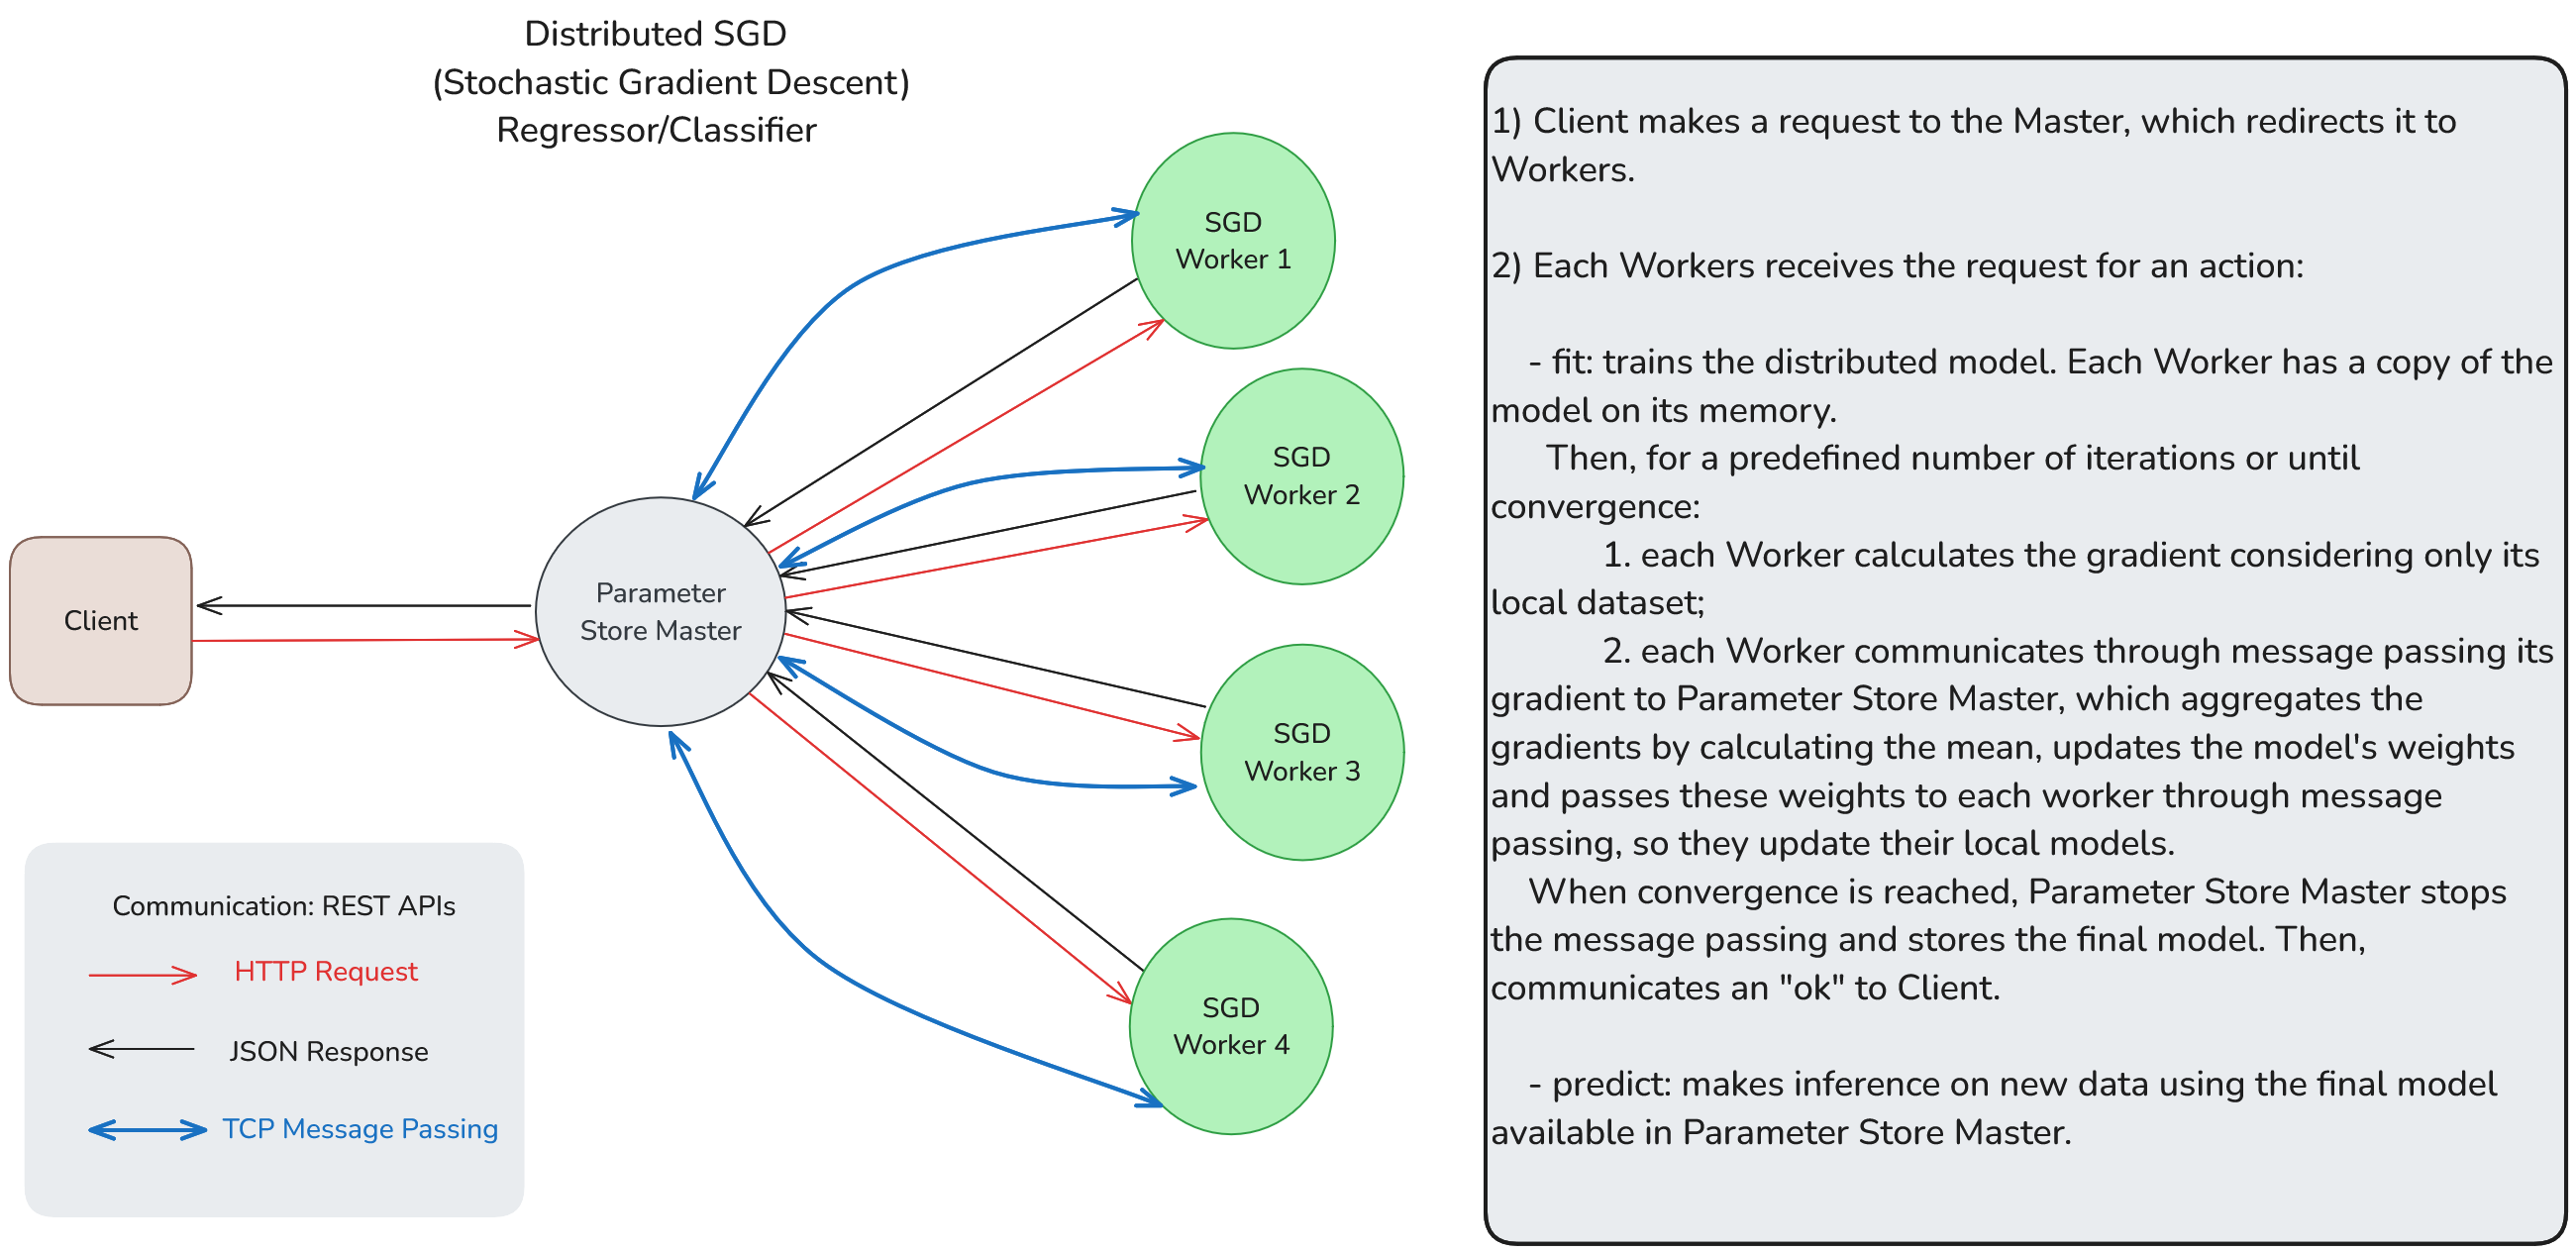 Distributed SGD
(Stochastic Gradient Descent)
Regressor/Classifier
Client
Parameter
Store Master
SGD
Worker 1
SGD
Worker 2
SGD
Worker 3
SGD
Worker 4
Communication: REST APIs
HTTP Request
JSON Response
TCP Message Passing
1) Client makes a request to the Master, which redirects it to
Workers.
2) Each Workers receives the request for an action:
- fit: trains the distributed model. Each Worker has a copy of the
model on its memory.
Then, for a predefined number of iterations or until
convergence:
1. each Worker calculates the gradient considering only its
local dataset;
2. each Worker communicates through message passing its
gradient to Parameter Store Master, which aggregates the
gradients by calculating the mean, updates the model's weights
and passes these weights to each worker through message
passing, so they update their local models.
When convergence is reached, Parameter Store Master stops
the message passing and stores the final model. Then,
communicates an "ok" to Client.
- predict: makes inference on new data using the final model
available in Parameter Store Master.